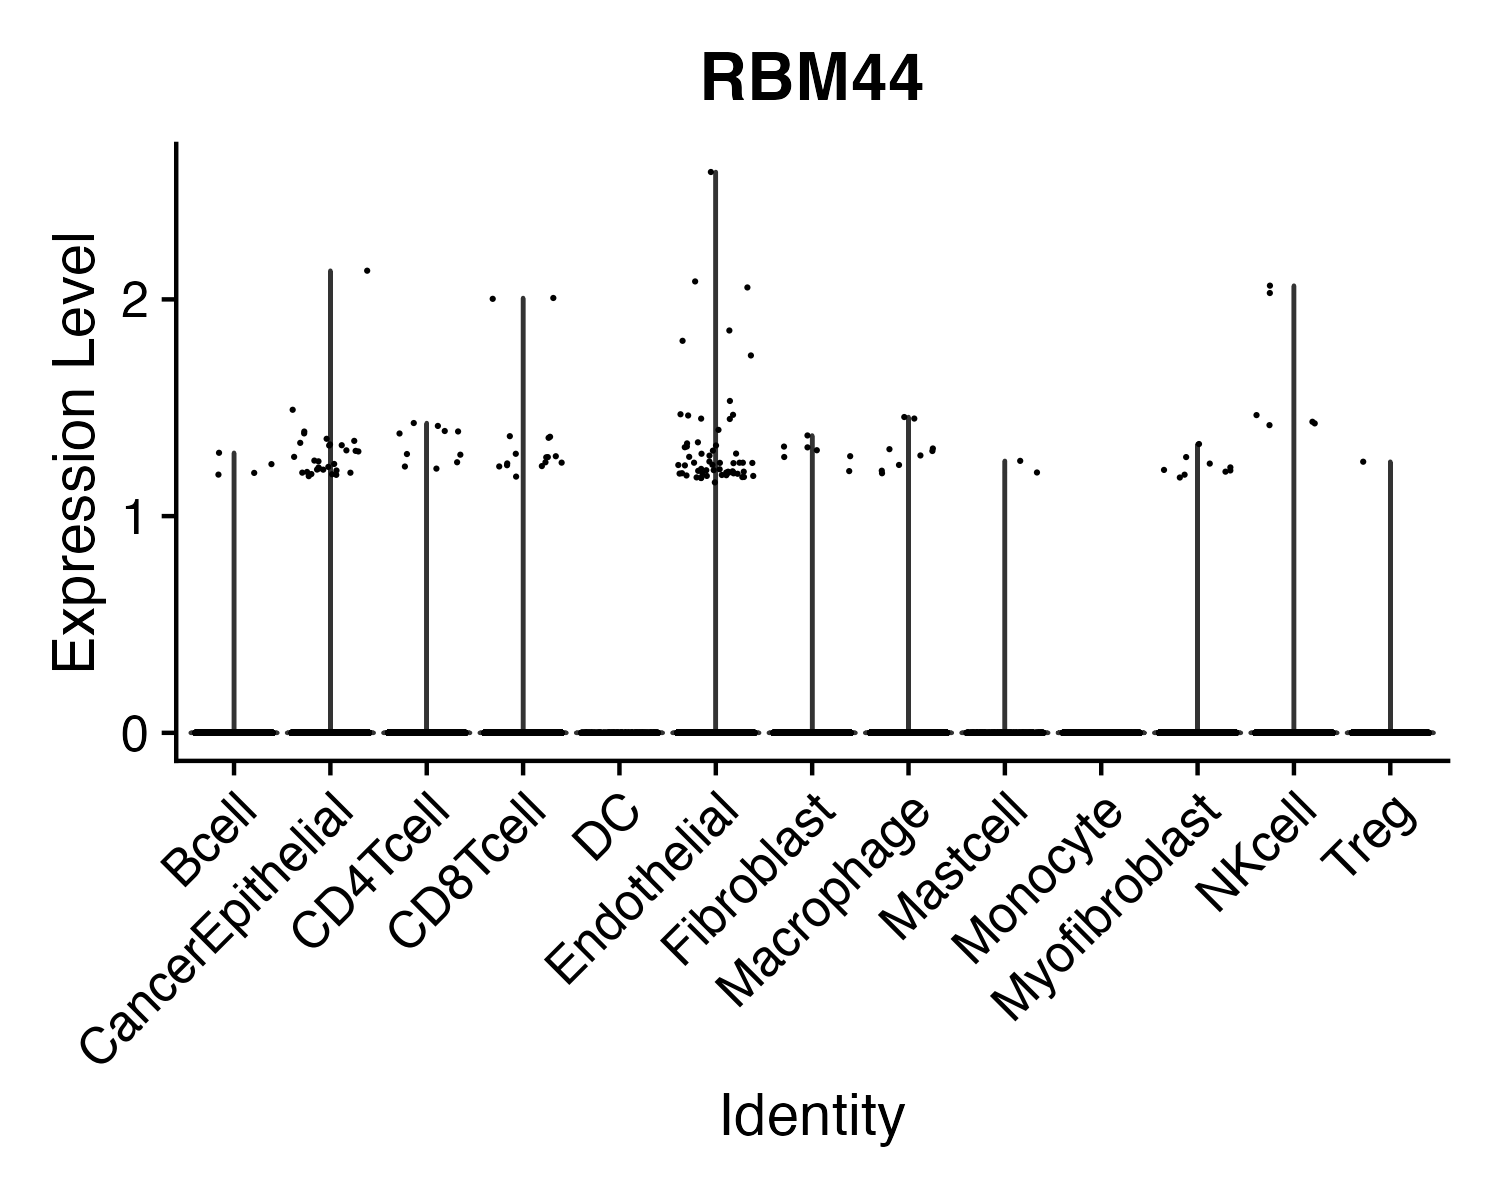 RBM44
Expression Level
2
1
0
Bcell
CancerEpithelial
CD4Tcell
CD8Tcell
DC
Endothelial
Fibroblast
Macrophage
Mastcell
Monocyte
Myofibroblast
NKcell
Treg
Identity